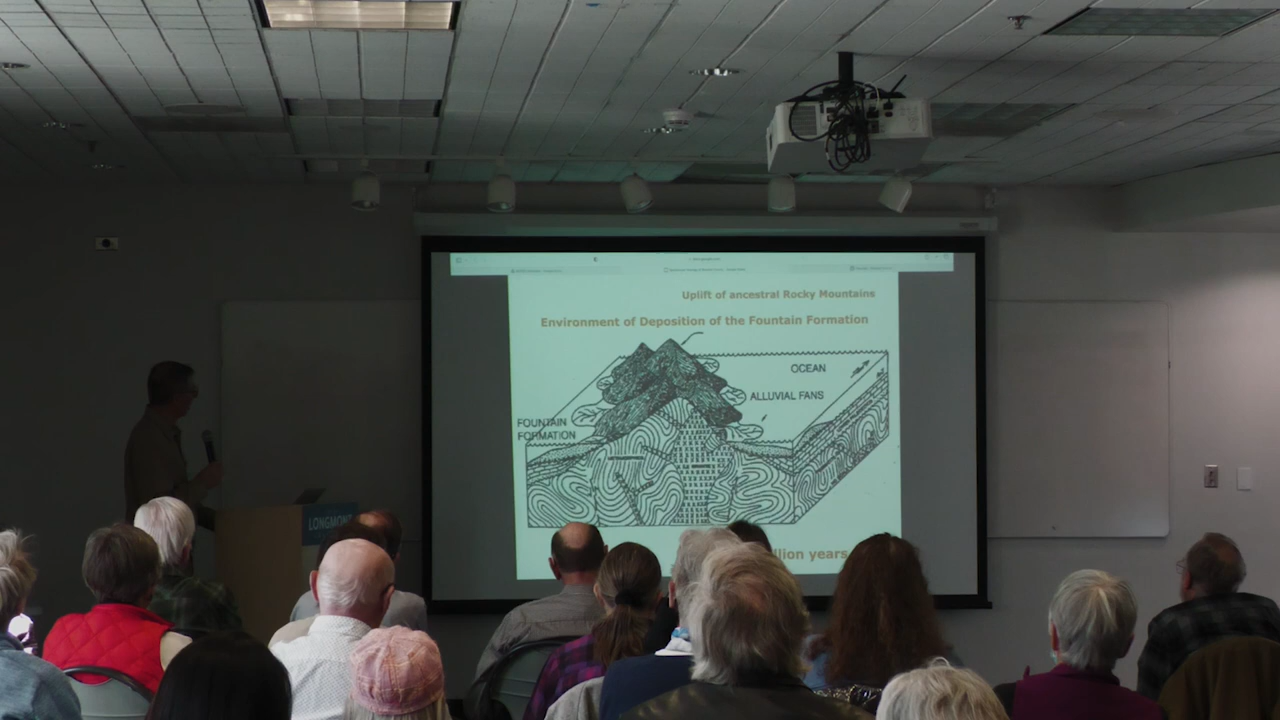 Uplift of ancestral Rocky Mountains
Environment of Deposition of the Fountain Formation
OCEAN
ALLUVIAL FANS
FOUNTAIN
FORMATION
LONGMONT
years